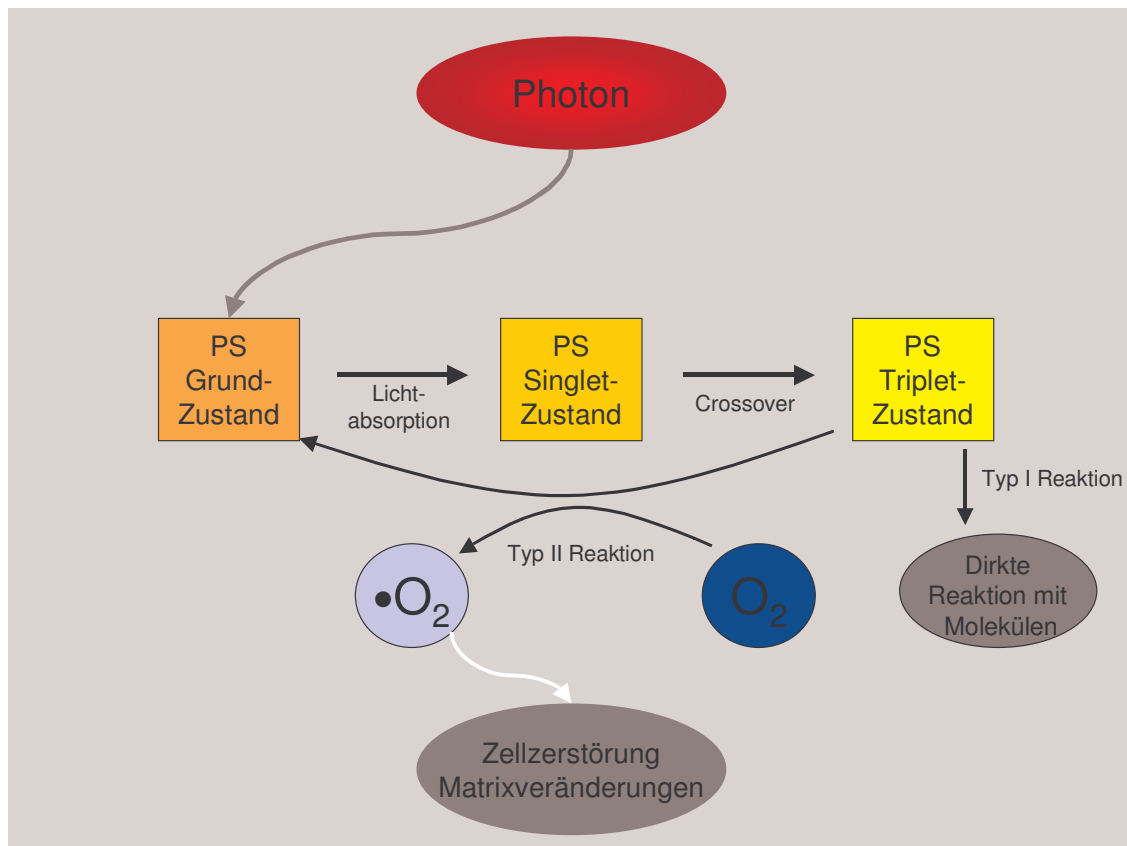 Photon
PS
Grund-
Zustand
Licht-
absorption
PS
Singlet-
Zustand
Crossover
PS
Triplet-
Zustand
Typ I Reaktion
Typ II Reaktion
•O2
O2
Dirkte
Reaktion mit
Molekülen
Zellzerstörung
Matrixveränderungen